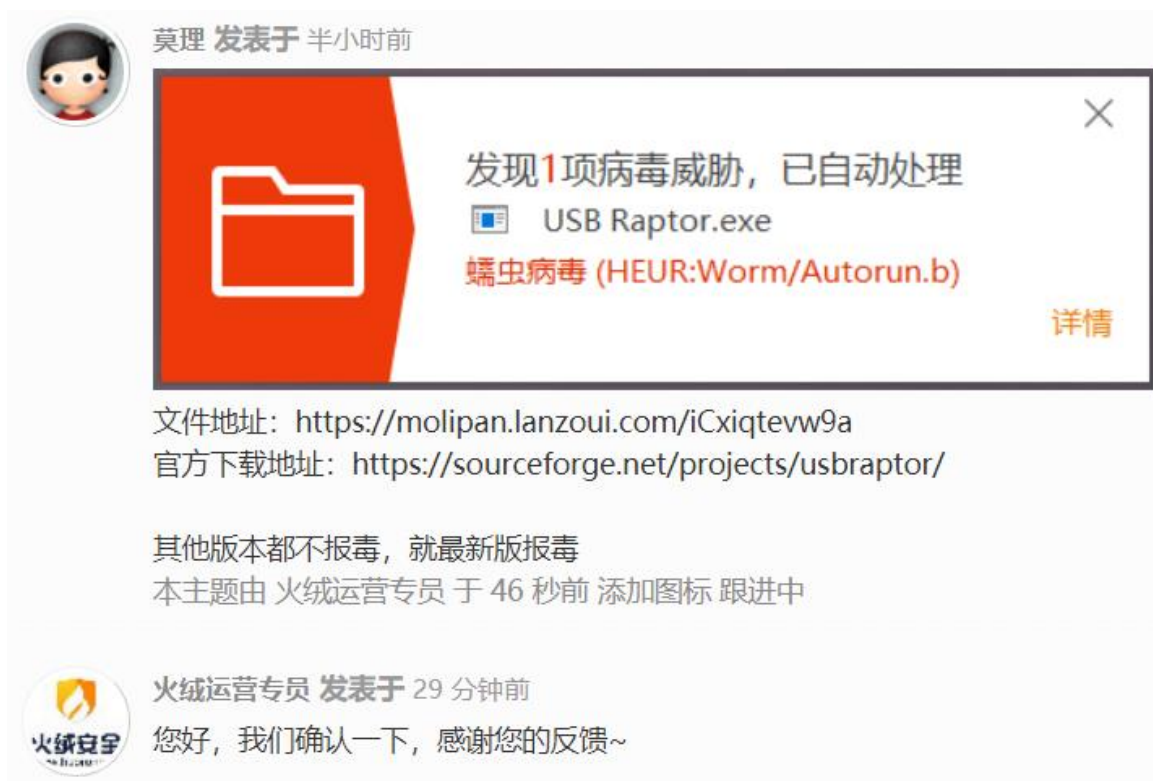 莫理 发表于 半小时前
发现1项病毒威胁，已自动处理
USB Raptor.exe
蠕虫病毒 (HEUR:Worm/Autorun.b)
详情
文件地址：https://molipan.lanzoui.com/iCxiqtevw9a
官方下载地址：https://sourceforge.net/projects/usbraptor/
其他版本都不报毒，就最新版报毒
本主题由 火绒运营专员 于 46 秒前 添加图标 跟进中
火绒运营专员 发表于 29 分钟前
火绒安全
您好，我们确认一下，感谢您的反馈~